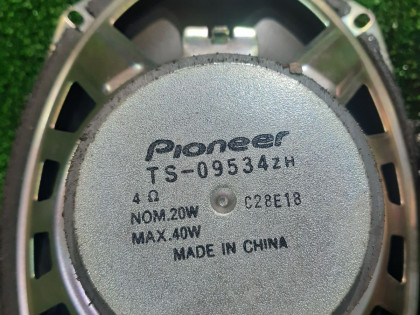 Pioneer
TS-09534ZH
4 Ω
NOM.20W C28E18
MAX.40W
MADE IN CHINA